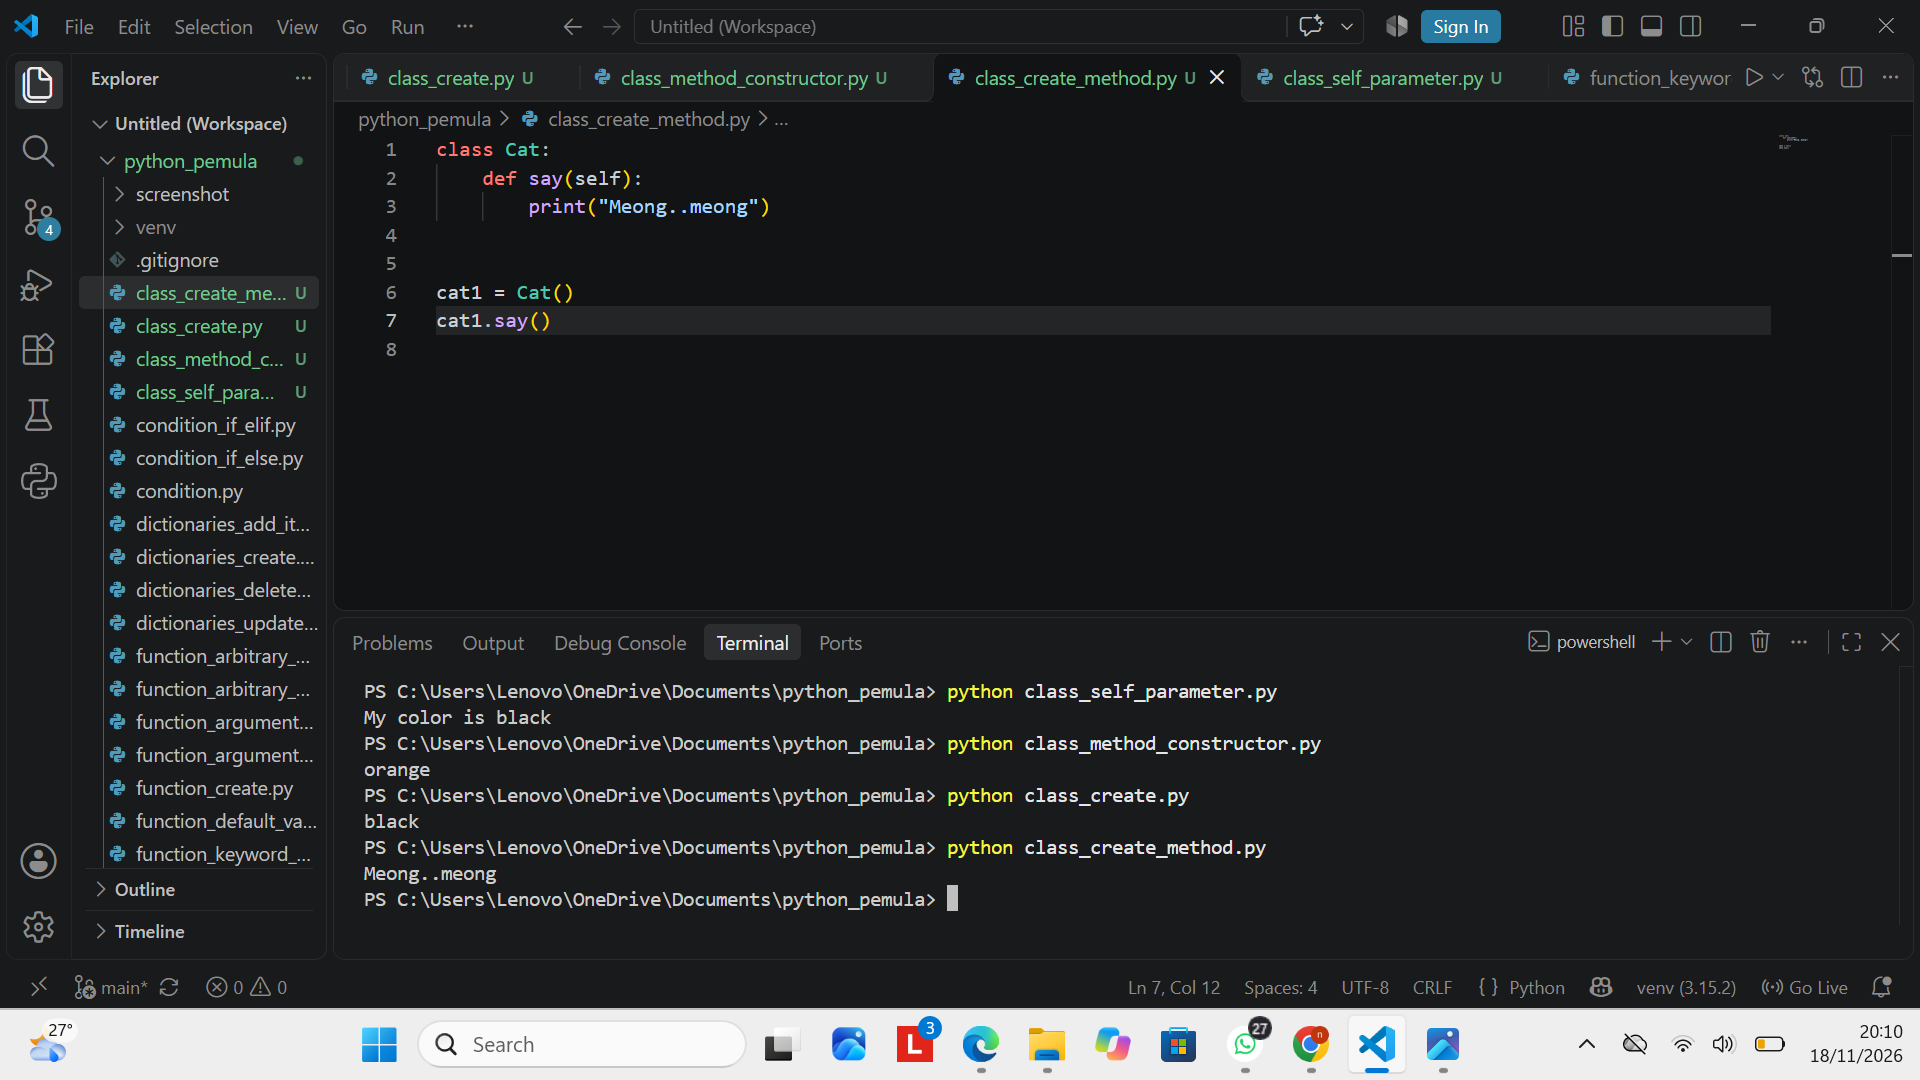 File Edit Selection View Go Run ···
Untitled (Workspace)
Sign In
Explorer ···
Untitled (Workspace)
python_pemula
screenshot
venv
.gitignore
class_create_me... U
class_create.py U
class_method_c... U
class_self_para... U
condition_if_elif.py
condition_if_else.py
condition.py
dictionaries_add_it...
dictionaries_create....
dictionaries_delete...
dictionaries_update...
function_arbitrary_...
function_arbitrary_...
function_argument...
function_argument...
function_create.py
function_default_va...
function_keyword_...
Outline
Timeline
4
class_create.py U class_method_constructor.py U class_create_method.py U class_self_parameter.py U function_keywor
python_pemula > class_create_method.py > ...
1 class Cat:
2 def say(self):
3 print("Meong..meong")
4
5
6 cat1 = Cat()
7 cat1.say()
8
Problems Output Debug Console Terminal Ports
powershell
PS C:\Users\Lenovo\OneDrive\Documents\python_pemula> python class_self_parameter.py
My color is black
PS C:\Users\Lenovo\OneDrive\Documents\python_pemula> python class_method_constructor.py
orange
PS C:\Users\Lenovo\OneDrive\Documents\python_pemula> python class_create.py
black
PS C:\Users\Lenovo\OneDrive\Documents\python_pemula> python class_create_method.py
Meong..meong
PS C:\Users\Lenovo\OneDrive\Documents\python_pemula>
main* 0 0 Ln 7, Col 12 Spaces: 4 UTF-8 CRLF { } Python venv (3.15.2) Go Live
27° Search L 3 27 n 20:10
18/11/2026